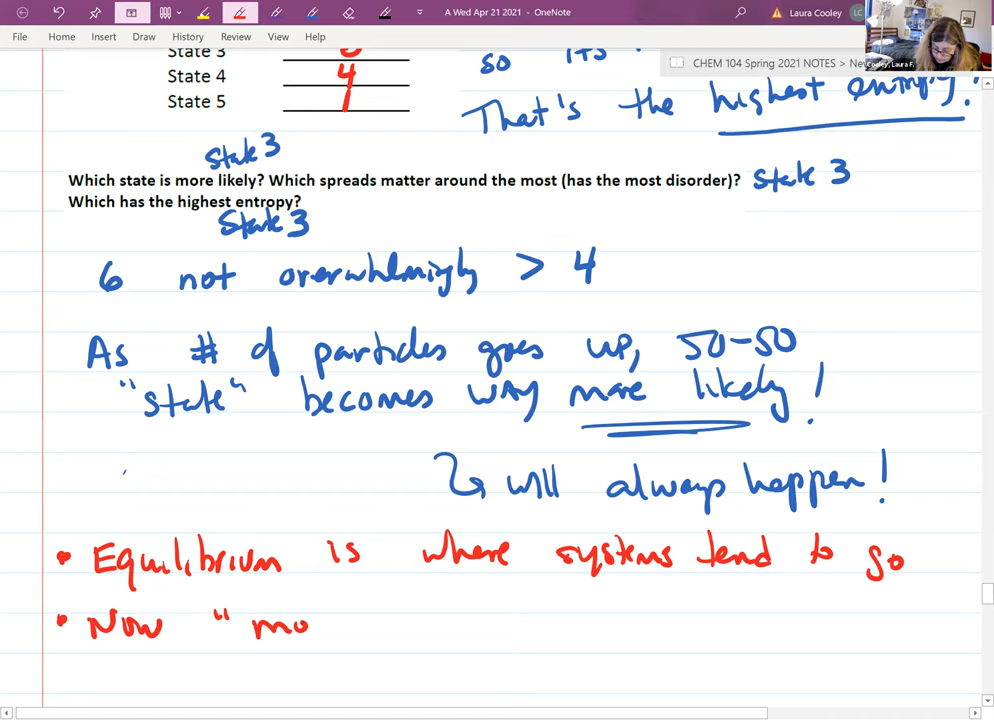 A Wed Apr 21 2021 - OneNote
Laura Cooley LC
File Home Insert Draw History Review View Help
CHEM 104 Spring 2021 NOTES >
Cooley, Laura F.
State 3
State 4 4
State 5 1
so its
That's the highest entropy!
State 3
Which state is more likely? Which spreads matter around the most (has the most disorder)? State 3
Which has the highest entropy?
State 3
6 not overwhelmingly > 4
As # of particles goes up, 50-50
"state" becomes way more likely!
↳ will always happen!
• Equilibrium is where systems tend to go
• Now " mo